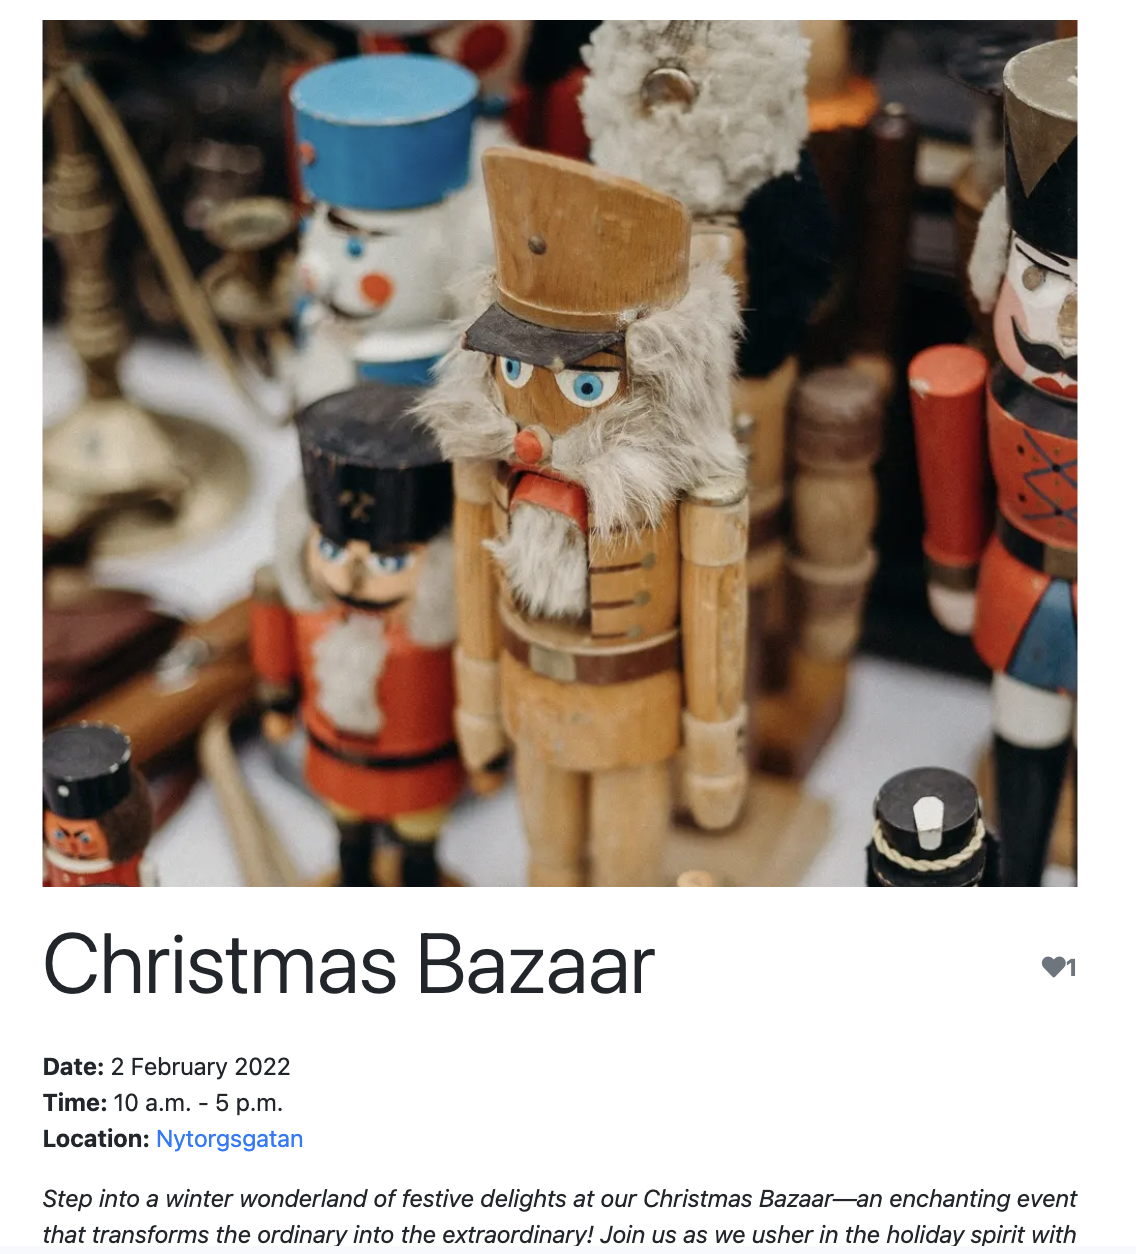 Christmas Bazaar
1
Date: 2 February 2022
Time: 10 a.m. - 5 p.m.
Location: Nytorgsgatan
Step into a winter wonderland of festive delights at our Christmas Bazaar—an enchanting event
that transforms the ordinary into the extraordinary! Join us as we usher in the holiday spirit with